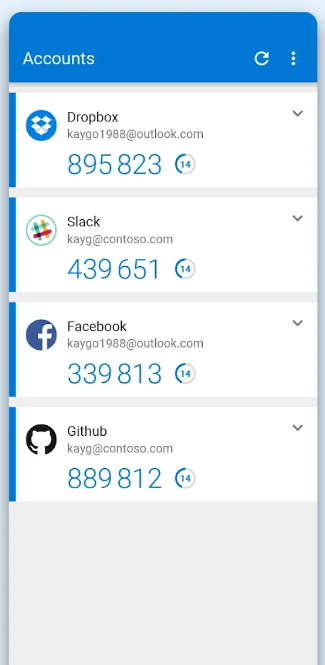 Accounts
Dropbox
kaygo1988@outlook.com
895 823 14
Slack
kayg@contoso.com
439 651 14
Facebook
kaygo1988@outlook.com
339 813 14
Github
kayg@contoso.com
889 812 14